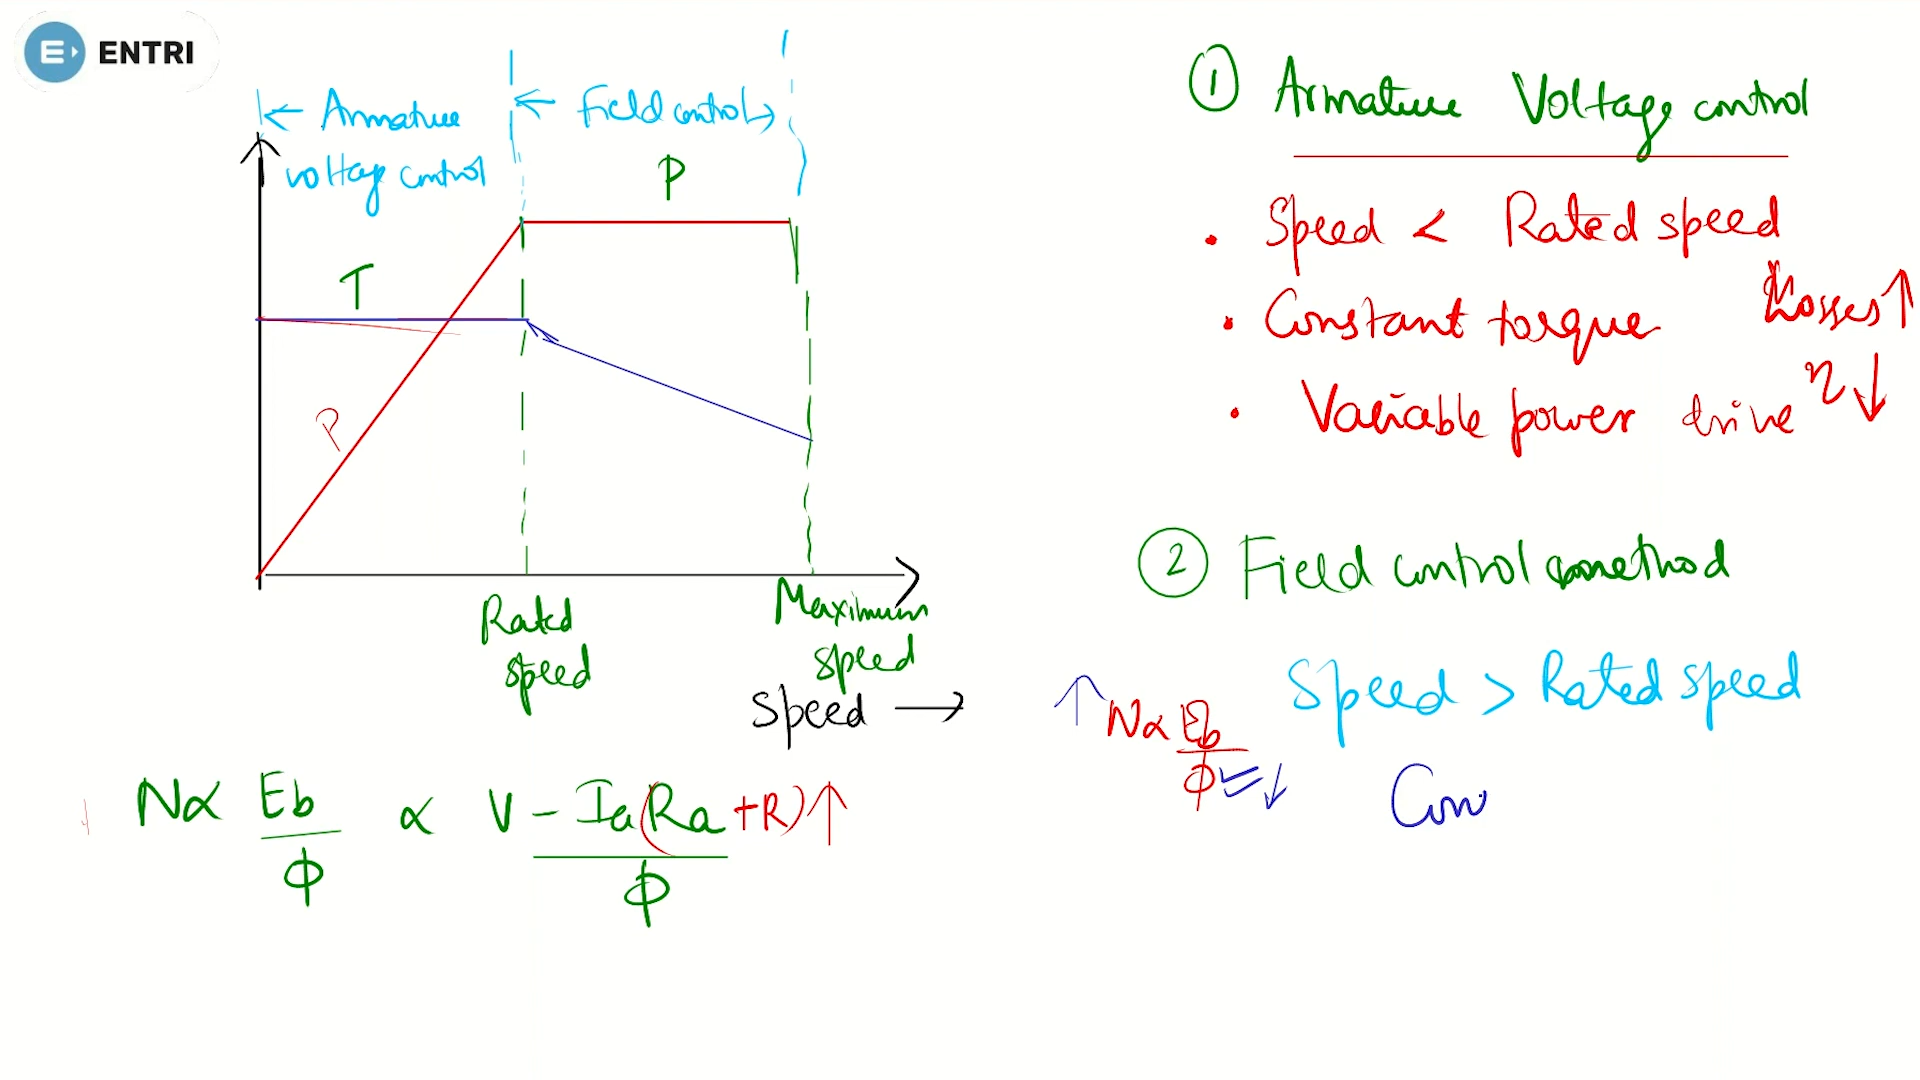 ENTRI
← Armature
voltage control
← Field control →
P
T
P
Rated
speed
Maximum
speed
Speed →
N ∝ Eb/ϕ ∝ V - Ia(Ra + R)↑/ϕ
① Armature Voltage control
• Speed < Rated speed
• Constant torque
• Variable power drive
Losses ↑
η ↓
② Field control method
Speed > Rated speed
↑ N ∝ Eb/ϕ ✓ ↓
Con